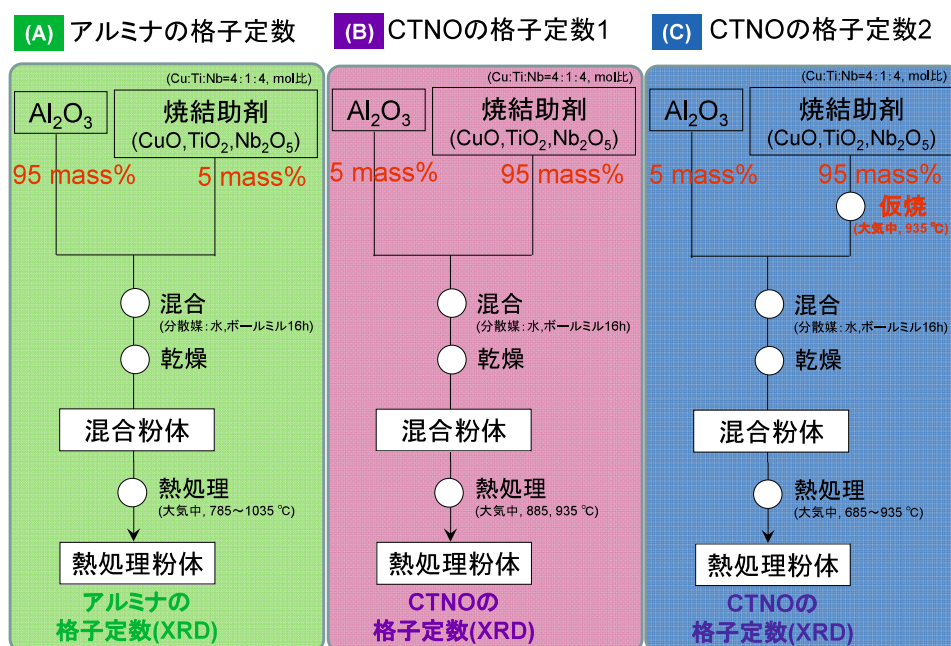 (A) アルミナの格子定数
(Cu:Ti:Nb=4:1:4, mol比)
Al2O3
焼結助剤
(CuO,TiO2,Nb2O5)
95 mass%
5 mass%
混合
(分散媒:水,ボールミル16h)
乾燥
混合粉体
熱処理
(大気中, 785～1035 ℃)
熱処理粉体
アルミナの
格子定数(XRD)
(B) CTNOの格子定数1
(Cu:Ti:Nb=4:1:4, mol比)
Al2O3
焼結助剤
(CuO,TiO2,Nb2O5)
5 mass%
95 mass%
混合
(分散媒:水,ボールミル16h)
乾燥
混合粉体
熱処理
(大気中, 885, 935 ℃)
熱処理粉体
CTNOの
格子定数(XRD)
(C) CTNOの格子定数2
(Cu:Ti:Nb=4:1:4, mol比)
Al2O3
焼結助剤
(CuO,TiO2,Nb2O5)
5 mass%
95 mass%
仮焼
(大気中, 935 ℃)
混合
(分散媒:水,ボールミル16h)
乾燥
混合粉体
熱処理
(大気中, 685～935 ℃)
熱処理粉体
CTNOの
格子定数(XRD)